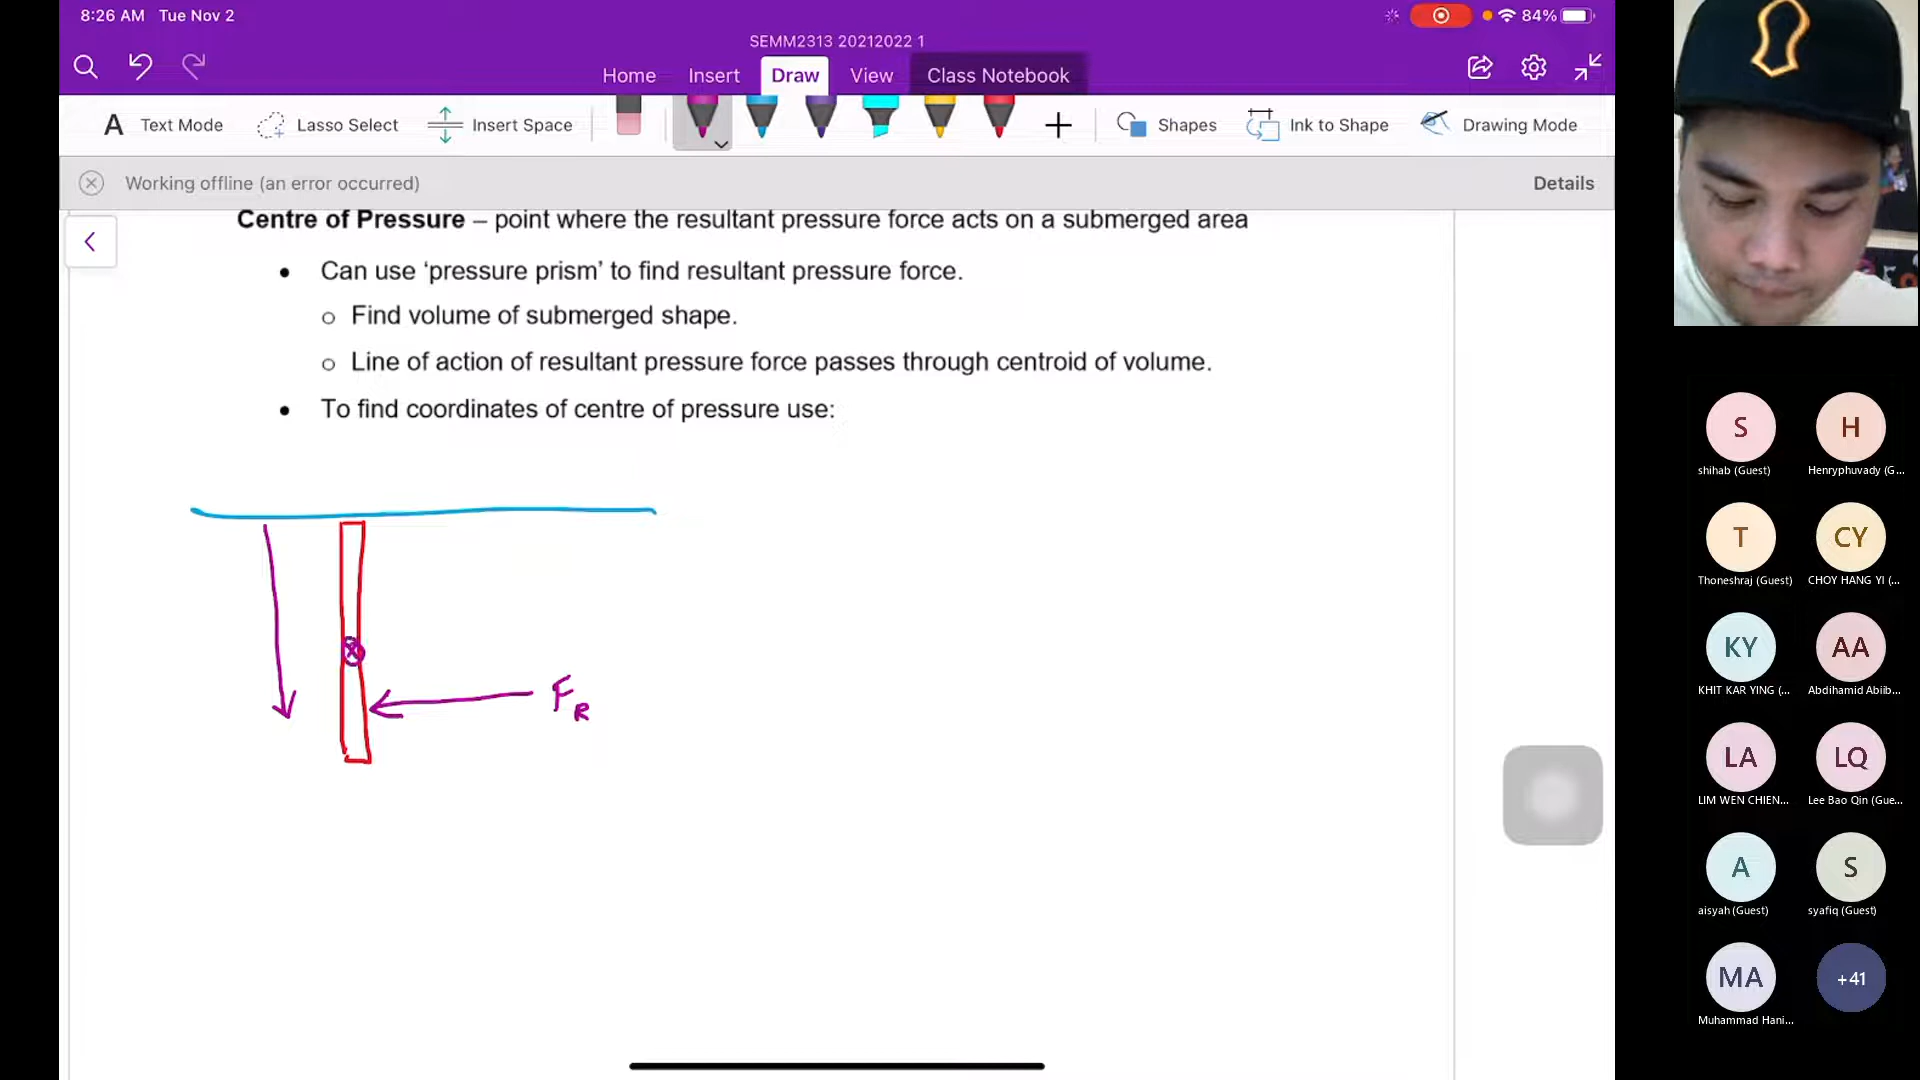 8:26 AM Tue Nov 2
84%
SEMM2313 20212022 1
Home Insert Draw View Class Notebook
A Text Mode Lasso Select Insert Space Shapes Ink to Shape Drawing Mode
Working offline (an error occurred) Details
Centre of Pressure – point where the resultant pressure force acts on a submerged area
• Can use ‘pressure prism’ to find resultant pressure force.
o Find volume of submerged shape.
o Line of action of resultant pressure force passes through centroid of volume.
• To find coordinates of centre of pressure use:
F_R
S H
shihab (Guest) Henryphuvady (G...
T CY
Thoneshraj (Guest) CHOY HANG YI (...
KY AA
KHIT KAR YING (... Abdihamid Abiib...
LA LQ
LIM WEN CHIEN... Lee Bao Qin (Gue...
A S
aisyah (Guest) syafiq (Guest)
MA +41
Muhammad Hani...